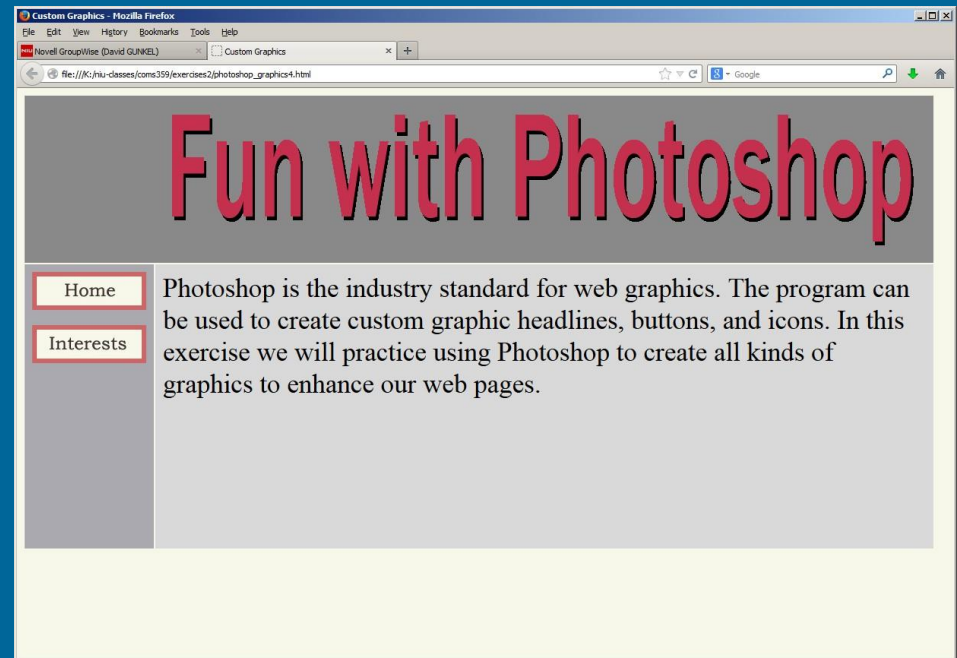 Custom Graphics - Mozilla Firefox
File Edit View History Bookmarks Tools Help
NIU Novell GroupWise (David GUNKEL) × Custom Graphics × +
file:///K:/niu-classes/coms359/exercises2/photoshop_graphics4.html
8 Google
Fun with Photoshop
Home
Interests
Photoshop is the industry standard for web graphics. The program can
be used to create custom graphic headlines, buttons, and icons. In this
exercise we will practice using Photoshop to create all kinds of
graphics to enhance our web pages.